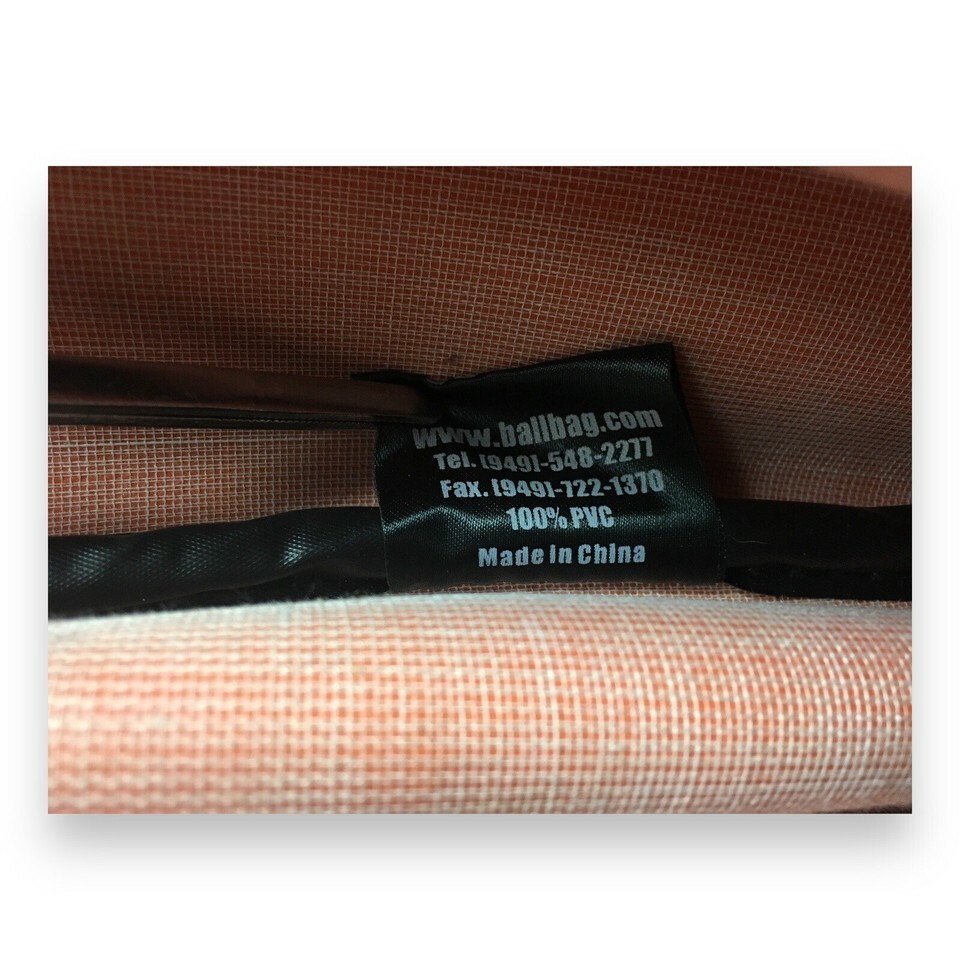 www.ballbag.com
Tel. (949)-548-2277
Fax. (949)-722-1370
100% PVC
Made in China